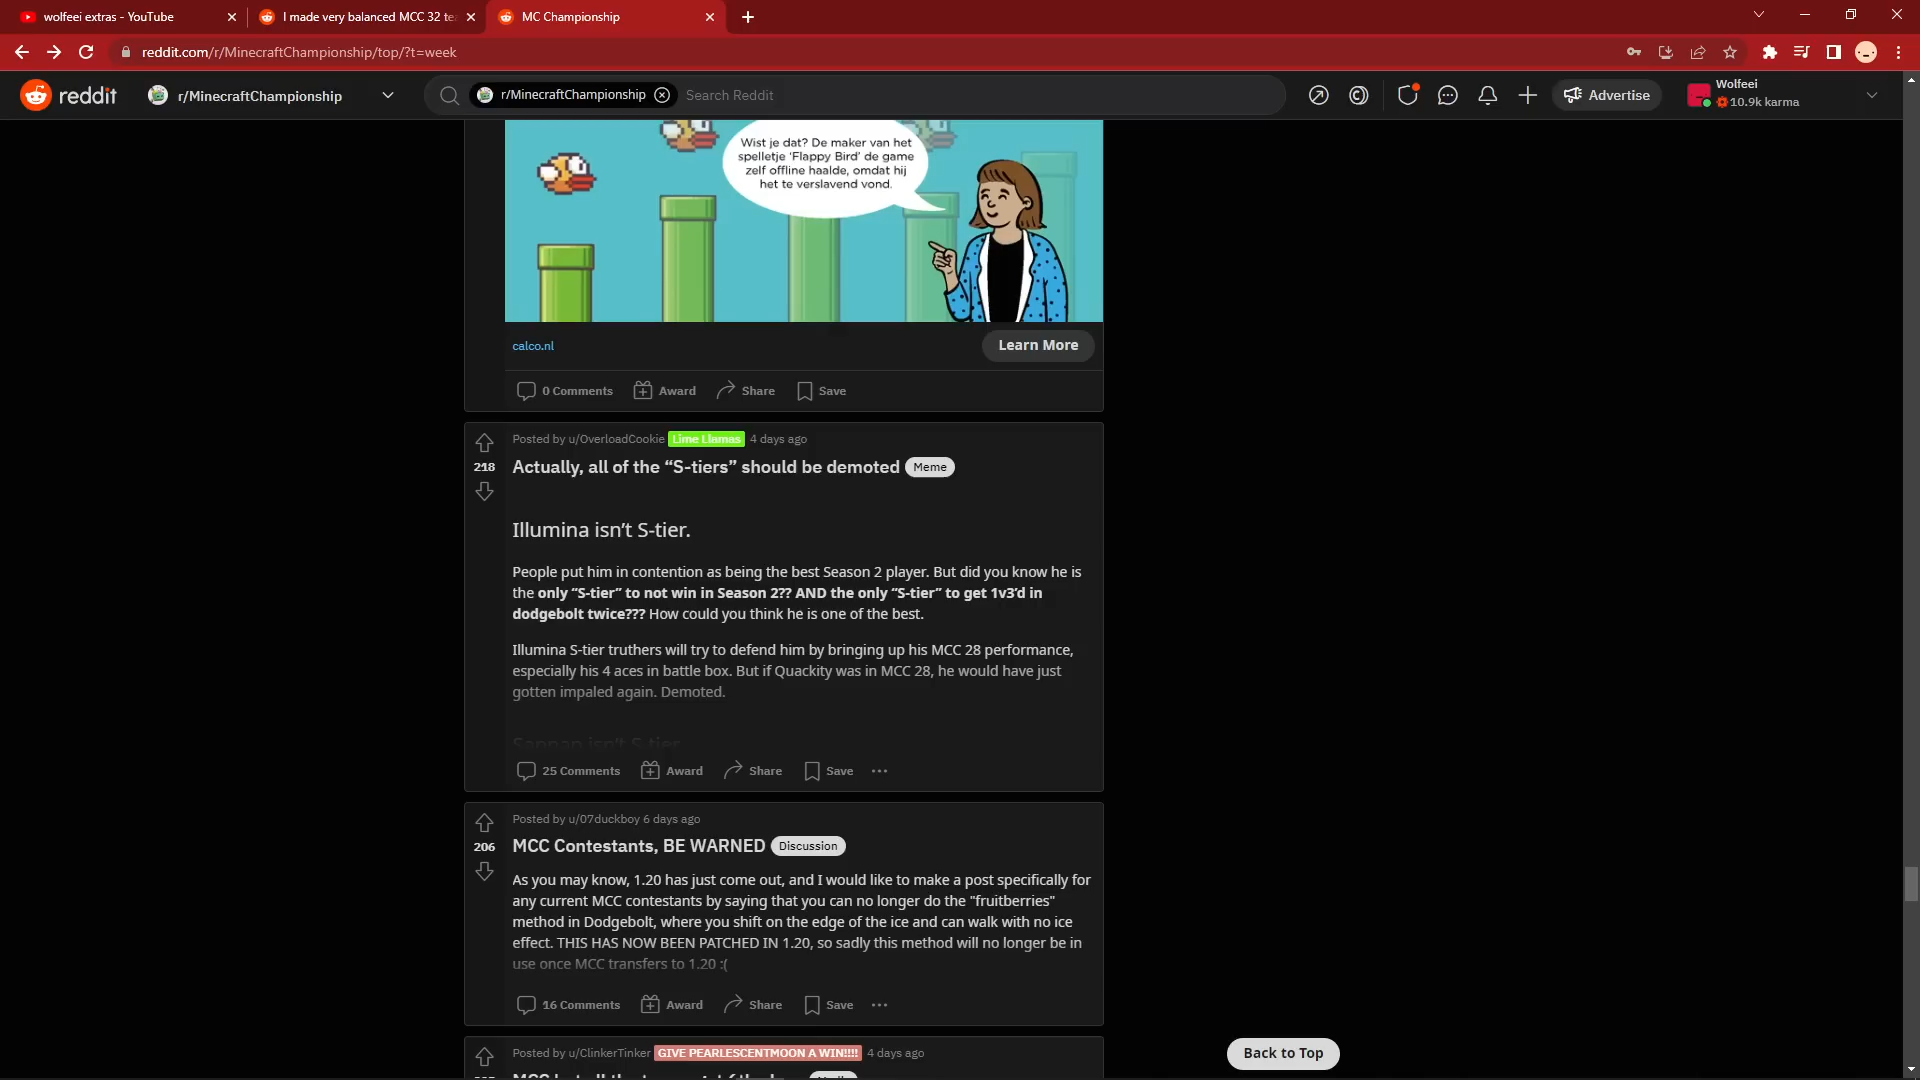 wolfeei extras - YouTube
I made very balanced MCC 32 te
MC Championship
reddit.com/r/MinecraftChampionship/top/?t=week
reddit
r/MinecraftChampionship
r/MinecraftChampionship
Search Reddit
Advertise
Wolfeei
10.9k karma
Wist je dat? De maker van het
spelletje 'Flappy Bird' de game
zelf offline haalde, omdat hij
het te verslavend vond.
calco.nl
Learn More
0 Comments Award Share Save
Posted by u/OverloadCookie Lime Llamas 4 days ago
218
Actually, all of the “S-tiers” should be demoted Meme
Illumina isn’t S-tier.
People put him in contention as being the best Season 2 player. But did you know he is
the only “S-tier” to not win in Season 2?? AND the only “S-tier” to get 1v3’d in
dodgebolt twice??? How could you think he is one of the best.
Illumina S-tier truthers will try to defend him by bringing up his MCC 28 performance,
especially his 4 aces in battle box. But if Quackity was in MCC 28, he would have just
gotten impaled again. Demoted.
Sapnap isn’t S-tier
25 Comments Award Share Save
Posted by u/07duckboy 6 days ago
206
MCC Contestants, BE WARNED Discussion
As you may know, 1.20 has just come out, and I would like to make a post specifically for
any current MCC contestants by saying that you can no longer do the "fruitberries"
method in Dodgebolt, where you shift on the edge of the ice and can walk with no ice
effect. THIS HAS NOW BEEN PATCHED IN 1.20, so sadly this method will no longer be in
use once MCC transfers to 1.20 :(
16 Comments Award Share Save
Posted by u/ClinkerTinker GIVE PEARLESCENTMOON A WIN!!!! 4 days ago
Back to Top